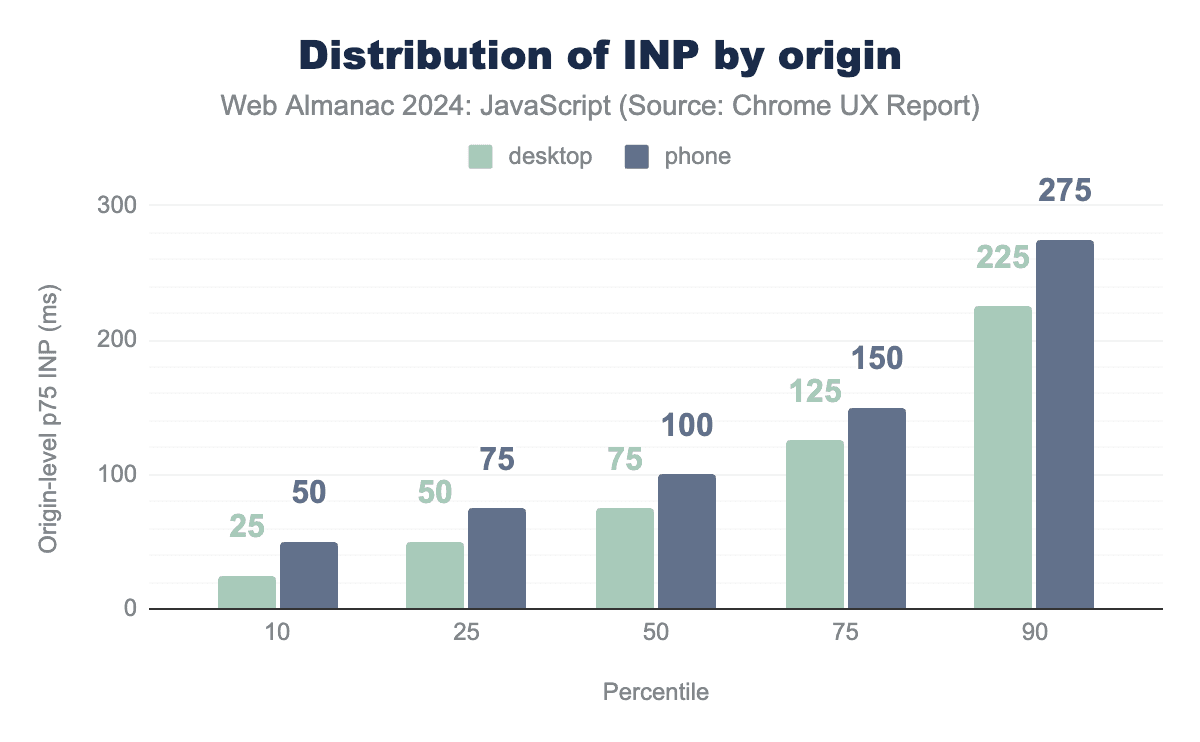 Distribution of INP by origin
Web Almanac 2024: JavaScript (Source: Chrome UX Report)
desktop phone
Origin-level p75 INP (ms)
300
200
100
0
25 50
50 75
75 100
125 150
225 275
10 25 50 75 90
Percentile